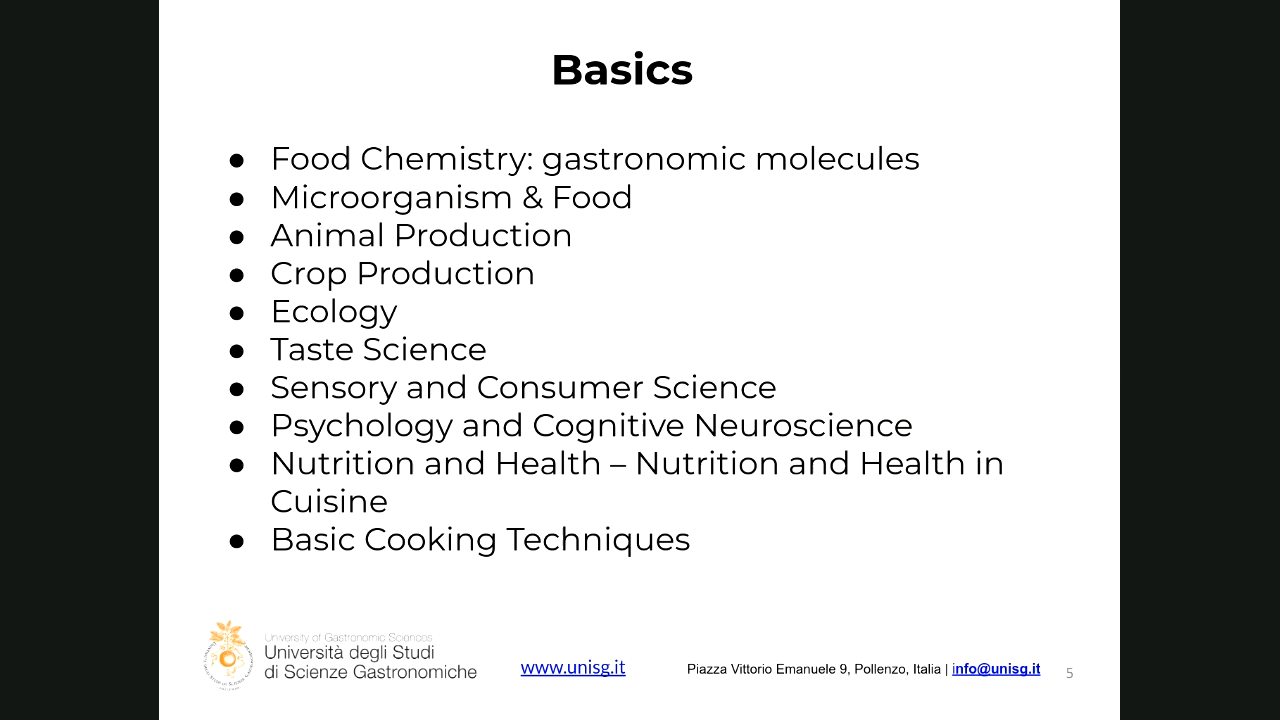 Basics
● Food Chemistry: gastronomic molecules
● Microorganism & Food
● Animal Production
● Crop Production
● Ecology
● Taste Science
● Sensory and Consumer Science
● Psychology and Cognitive Neuroscience
● Nutrition and Health – Nutrition and Health in
Cuisine
● Basic Cooking Techniques
University of Gastronomic Sciences
Università degli Studi
di Scienze Gastronomiche
www.unisg.it
Piazza Vittorio Emanuele 9, Pollenzo, Italia | info@unisg.it
5